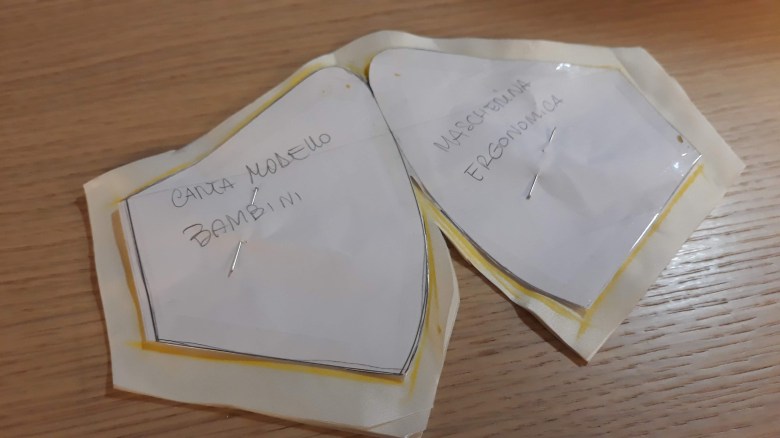 CARTA MODELLO
BAMBINI
MASCHERINA
ERGONOMICA